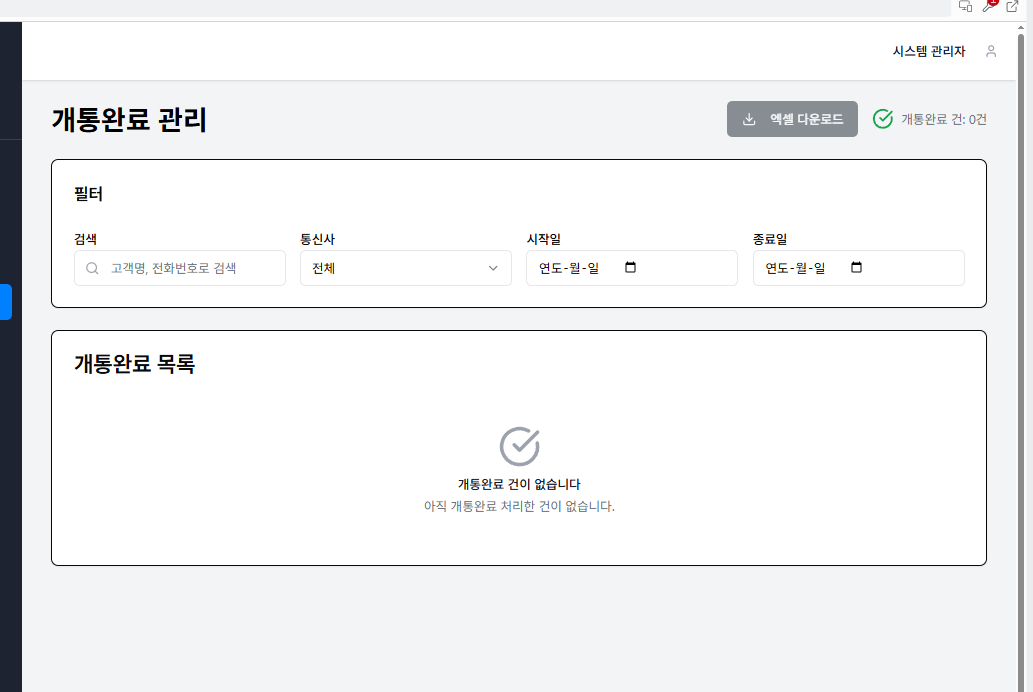 시스템 관리자
개통완료 관리
엑셀 다운로드
개통완료 건: 0건
필터
검색
통신사
시작일
종료일
고객명, 전화번호로 검색
전체
연도-월-일
연도-월-일
개통완료 목록
개통완료 건이 없습니다
아직 개통완료 처리한 건이 없습니다.